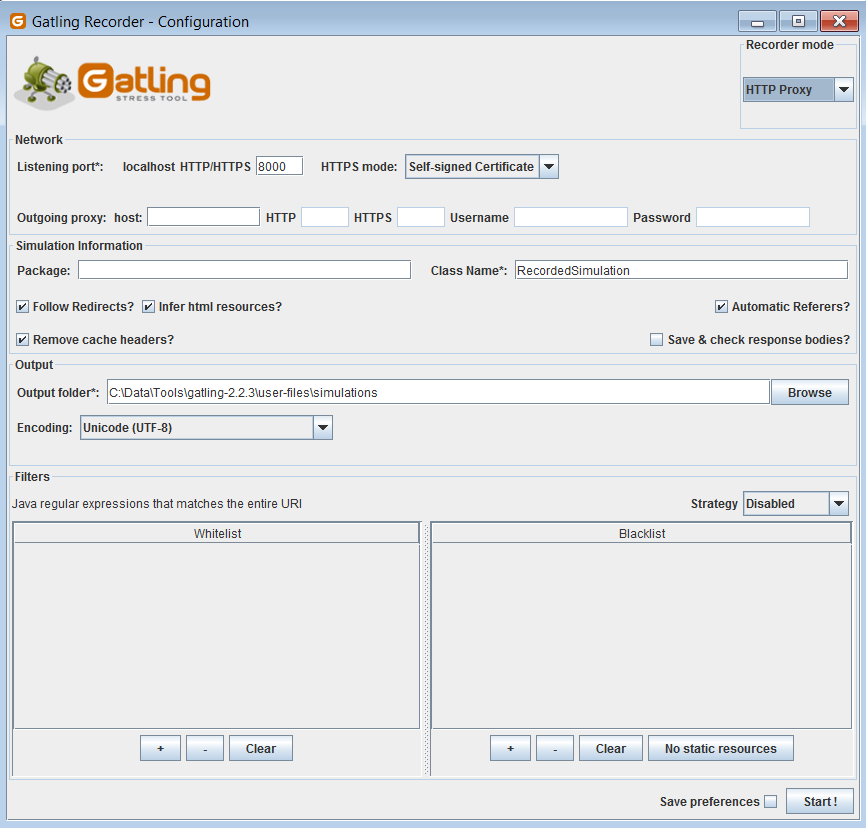 Gatling Recorder - Configuration
Gatling
STRESS TOOL
Recorder mode
HTTP Proxy
Network
Listening port*: localhost HTTP/HTTPS 8000 HTTPS mode: Self-signed Certificate
Outgoing proxy: host: HTTP HTTPS Username Password
Simulation Information
Package: Class Name*: RecordedSimulation
Follow Redirects? Infer html resources? Automatic Referers?
Remove cache headers? Save & check response bodies?
Output
Output folder*: C:\Data\Tools\gatling-2.2.3\user-files\simulations Browse
Encoding: Unicode (UTF-8)
Filters
Java regular expressions that matches the entire URI Strategy Disabled
Whitelist Blacklist
+ - Clear + - Clear No static resources
Save preferences Start !